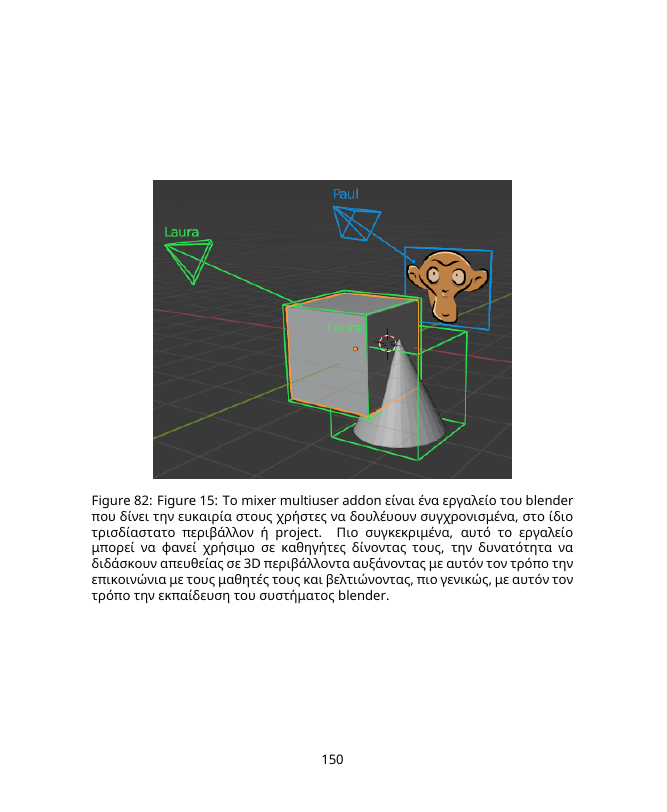 Paul
Laura
Laura
Figure 82: Figure 15: Το mixer multiuser addon είναι ένα εργαλείο του blender
που δίνει την ευκαιρία στους χρήστες να δουλέυουν συγχρονισμένα, στο ίδιο
τρισδίαστατο περιβάλλον ή project. Πιο συγκεκριμένα, αυτό το εργαλείο
μπορεί να φανεί χρήσιμο σε καθηγητές δίνοντας τους, την δυνατότητα να
διδάσκουν απευθείας σε 3D περιβάλλοντα αυξάνοντας με αυτόν τον τρόπο την
επικοινωνία με τους μαθητές τους και βελτιώνοντας, πιο γενικώς, με αυτόν τον
τρόπο την εκπαίδευση του συστήματος blender.
150